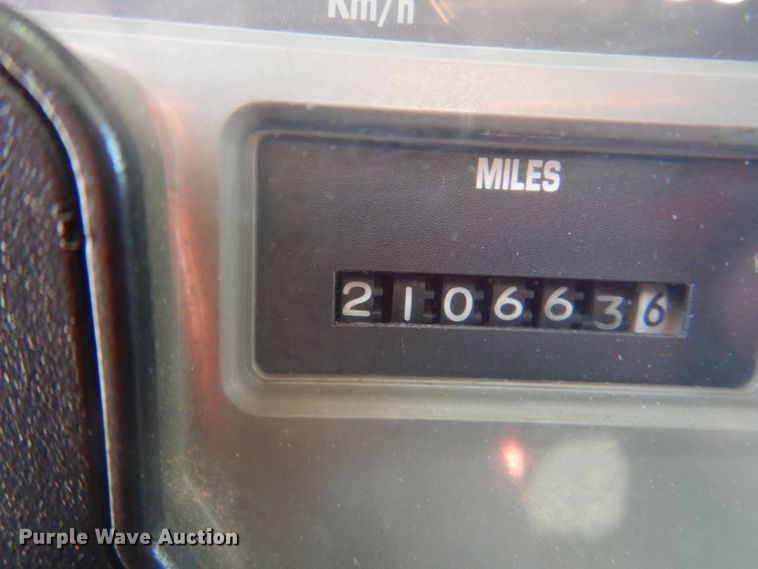 Km/h
MILES
2106636
Purple Wave Auction